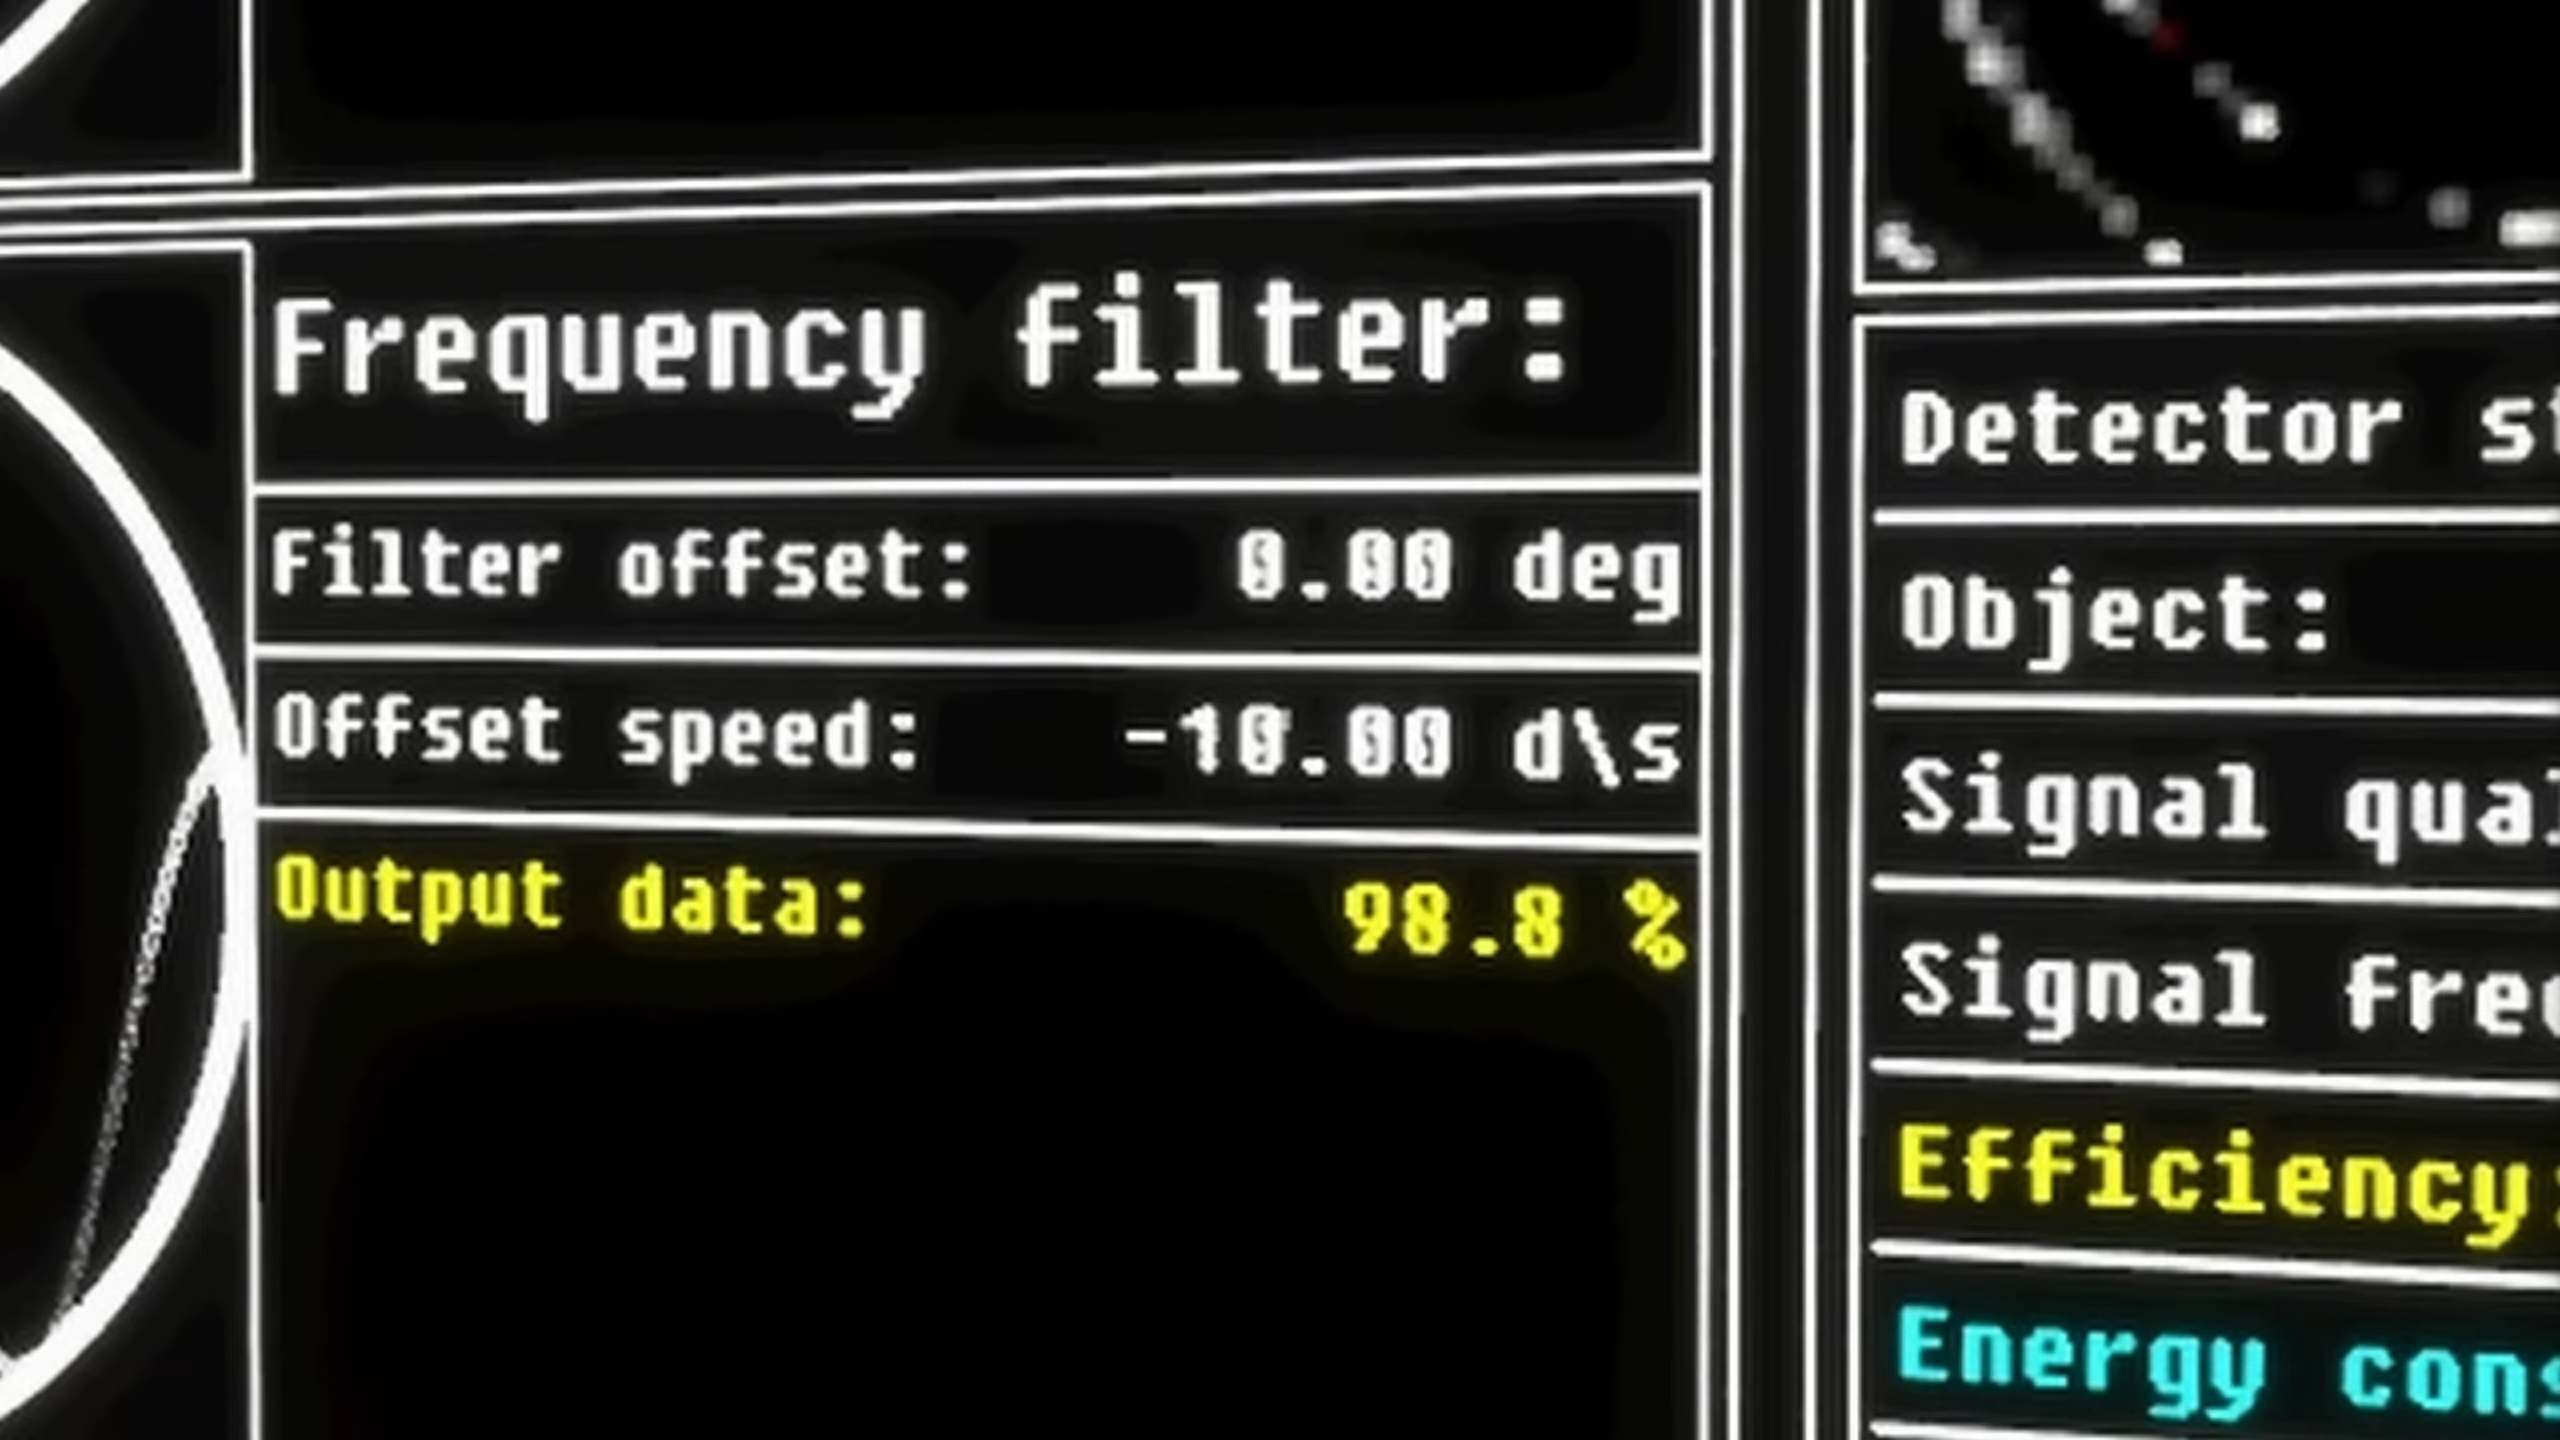 Frequency filter:
Filter offset: 0.00 deg
Offset speed: -10.00 d\s
Output data: 98.8 %
Detector
Object:
Signal
Signal
Efficiency:
Energy